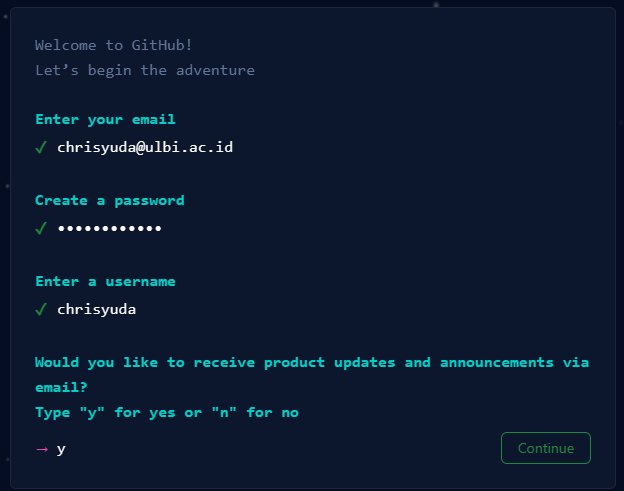 Welcome to GitHub!
Let’s begin the adventure
Enter your email
✓ chrisyuda@ulbi.ac.id
Create a password
✓ ••••••••••••
Enter a username
✓ chrisyuda
Would you like to receive product updates and announcements via
email?
Type "y" for yes or "n" for no
→ y
Continue